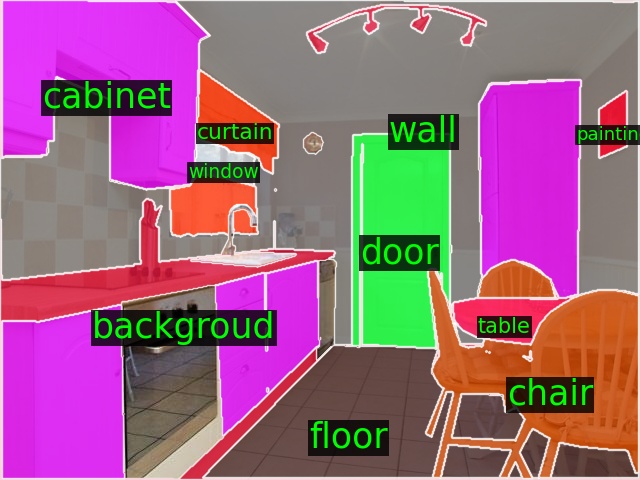 cabinet
curtain
wall
paintin
window
door
table
backgroud
chair
floor